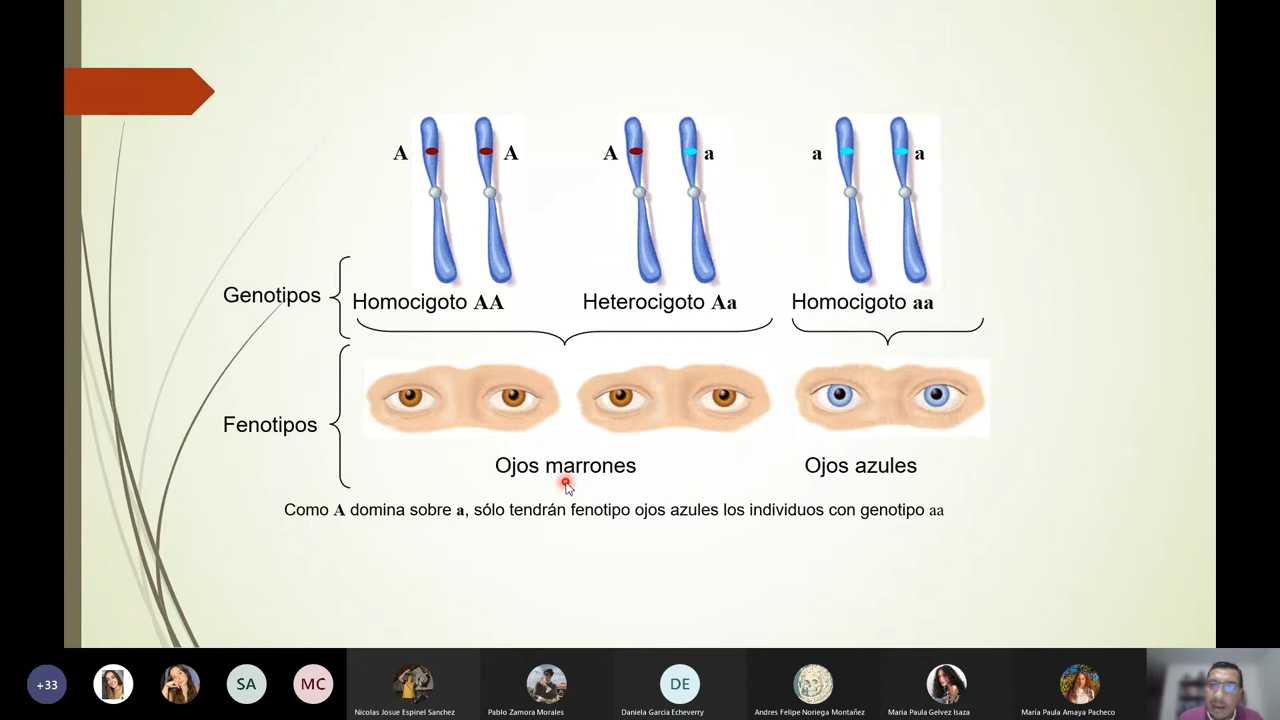 A A A a a a
Genotipos
Homocigoto AA Heterocigoto Aa Homocigoto aa
Fenotipos
Ojos marrones Ojos azules
Como A domina sobre a, sólo tendrán fenotipo ojos azules los individuos con genotipo aa
+33 SA MC DE
Nicolas Josue Espinel Sanchez Pablo Zamora Morales Daniela Garcia Echeverry Andres Felipe Noriega Montañez Maria Paula Gelvez Isaza María Paula Amaya Pacheco